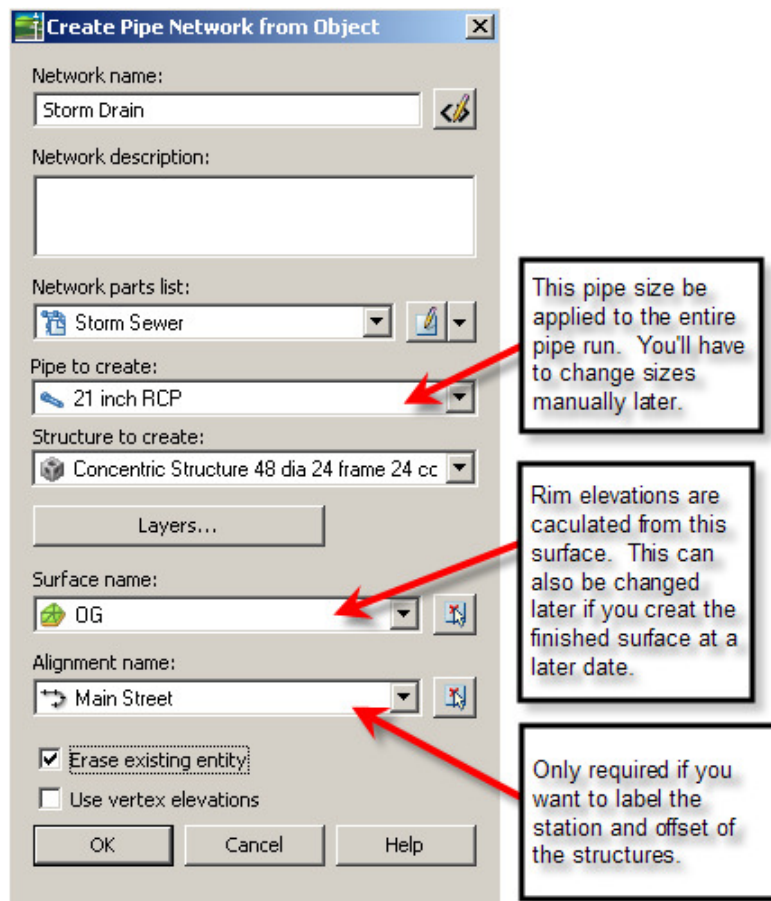 Create Pipe Network from Object
Network name:
Storm Drain
Network description:
Network parts list:
Storm Sewer
Pipe to create:
21 inch RCP
Structure to create:
Concentric Structure 48 dia 24 frame 24 cc
Layers...
Surface name:
OG
Alignment name:
Main Street
Erase existing entity
Use vertex elevations
OK
Cancel
Help
This pipe size be
applied to the entire
pipe run. You'll have
to change sizes
manually later.
Rim elevations are
caculated from this
surface. This can
also be changed
later if you creat the
finished surface at a
later date.
Only required if you
want to label the
station and offset of
the structures.